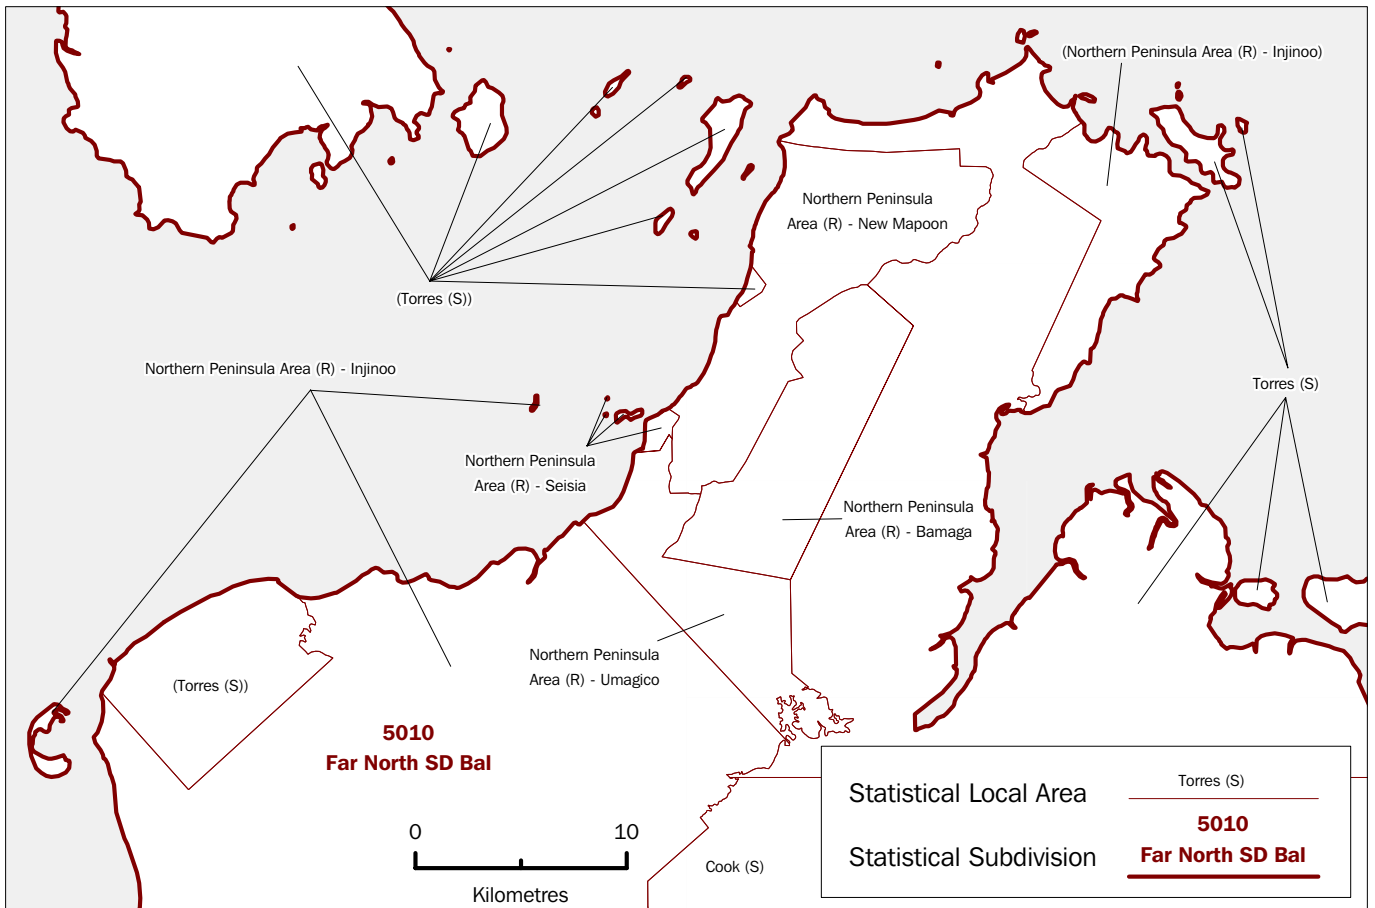 (Northern Peninsula Area (R) - Injinoo)
Northern Peninsula
Area (R) - New Mapoon
(Torres (S))
Northern Peninsula Area (R) - Injinoo
Torres (S)
Northern Peninsula
Area (R) - Seisia
Northern Peninsula
Area (R) - Bamaga
Northern Peninsula
Area (R) - Umagico
(Torres (S))
5010
Far North SD Bal
0 10
Kilometres
Cook (S)
Statistical Local Area
Torres (S)
Statistical Subdivision
5010
Far North SD Bal